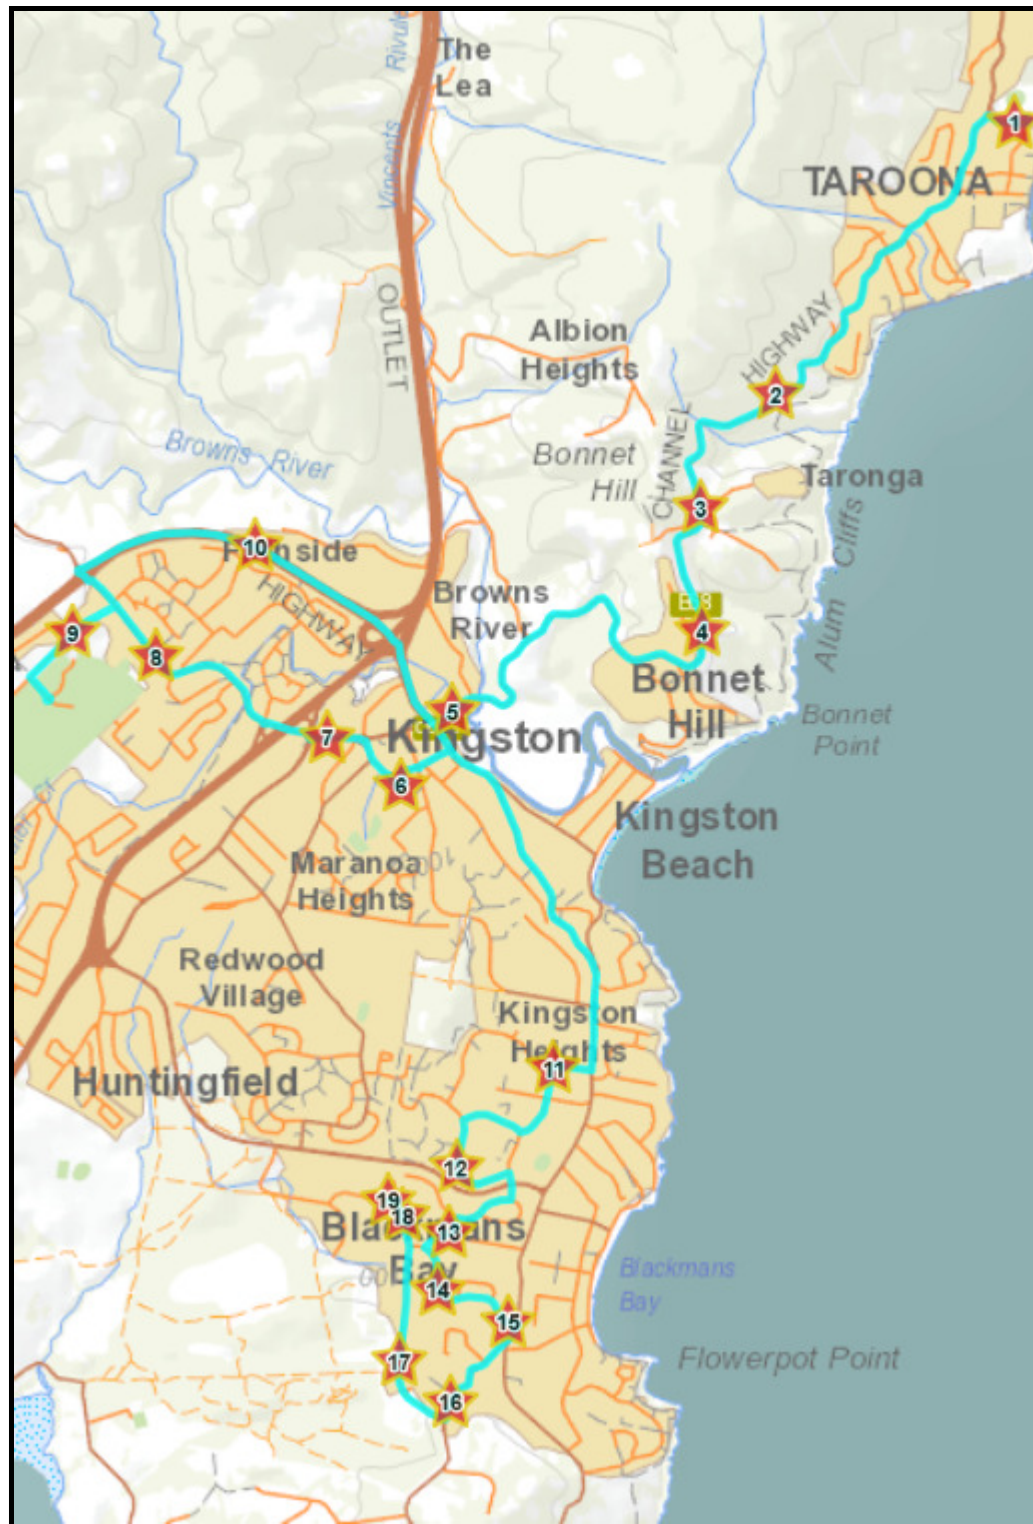 The
Lea
Vincents Rivule
1
TAROONA
OUTLET
HIGHWAY
Albion
Heights
2
CHANNEL
Bonnet
Hill
Browns River
Taronga
3
Alum Cliffs
10
HIGHWAY
Browns
River
4
9
8
Bonnet
Hill
5
Bonnet
Point
Kingston
7
6
Kingston
Beach
Maranoa
Heights
100
Redwood
Village
Kingston
Heights
11
Huntingfield
12
19
18
13
Blackmans
Bay
00
Blackmans
Bay
14
15
Flowerpot Point
17
16